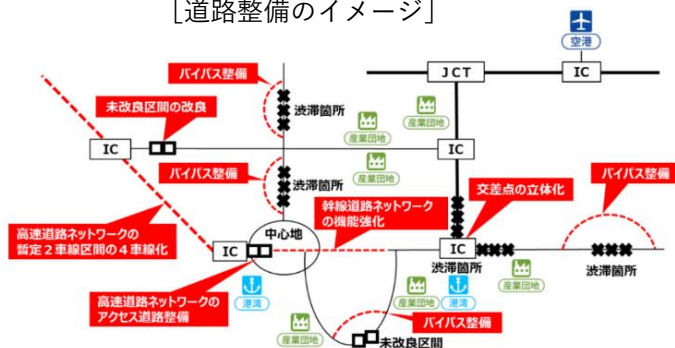 ［道路整備のイメージ］
空港
バイパス整備
JCT
IC
渋滞箇所
産業団地
未改良区間の改良
産業団地
IC
IC
産業団地
バイパス整備
渋滞箇所
交差点の立体化
バイパス整備
幹線道路ネットワーク
の機能強化
高速道路ネットワークの
暫定２車線区間の４車線化
中心地
IC
IC
渋滞箇所
渋滞箇所
高速道路ネットワークの
アクセス道路整備
港湾
産業団地
港湾
産業団地
産業団地
バイパス整備
未改良区間